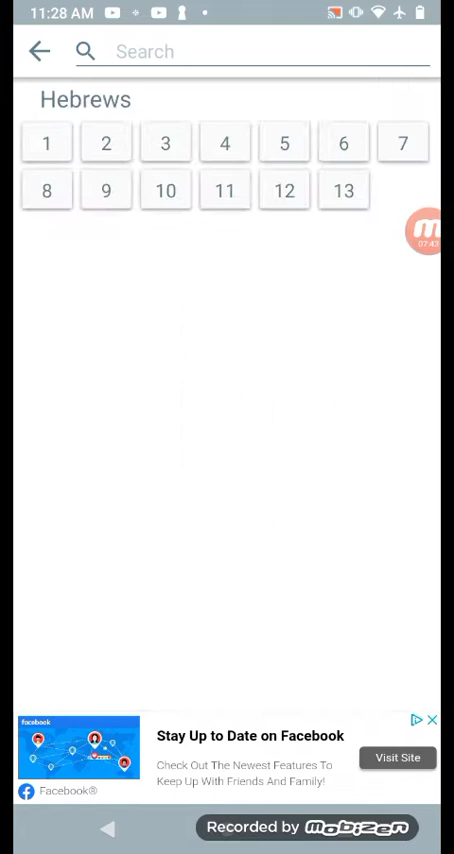 11:28 AM
Search
Hebrews
1 2 3 4 5 6 7
8 9 10 11 12 13
07:43
facebook
Stay Up to Date on Facebook
Check Out The Newest Features To
Keep Up With Friends And Family!
Visit Site
Facebook®
Recorded by mobizen